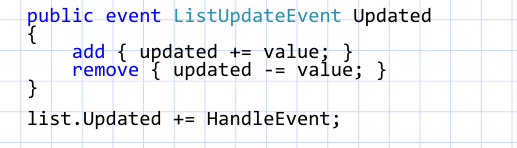 public event ListUpdateEvent Updated
{
    add { updated += value; }
    remove { updated -= value; }
}
list.Updated += HandleEvent;